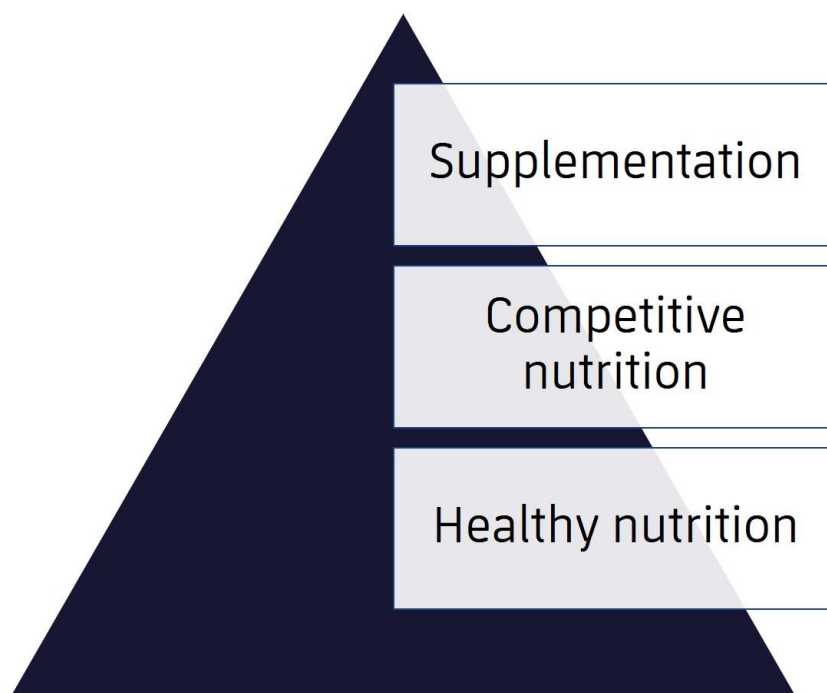 Supplementation
Competitive
nutrition
Healthy nutrition